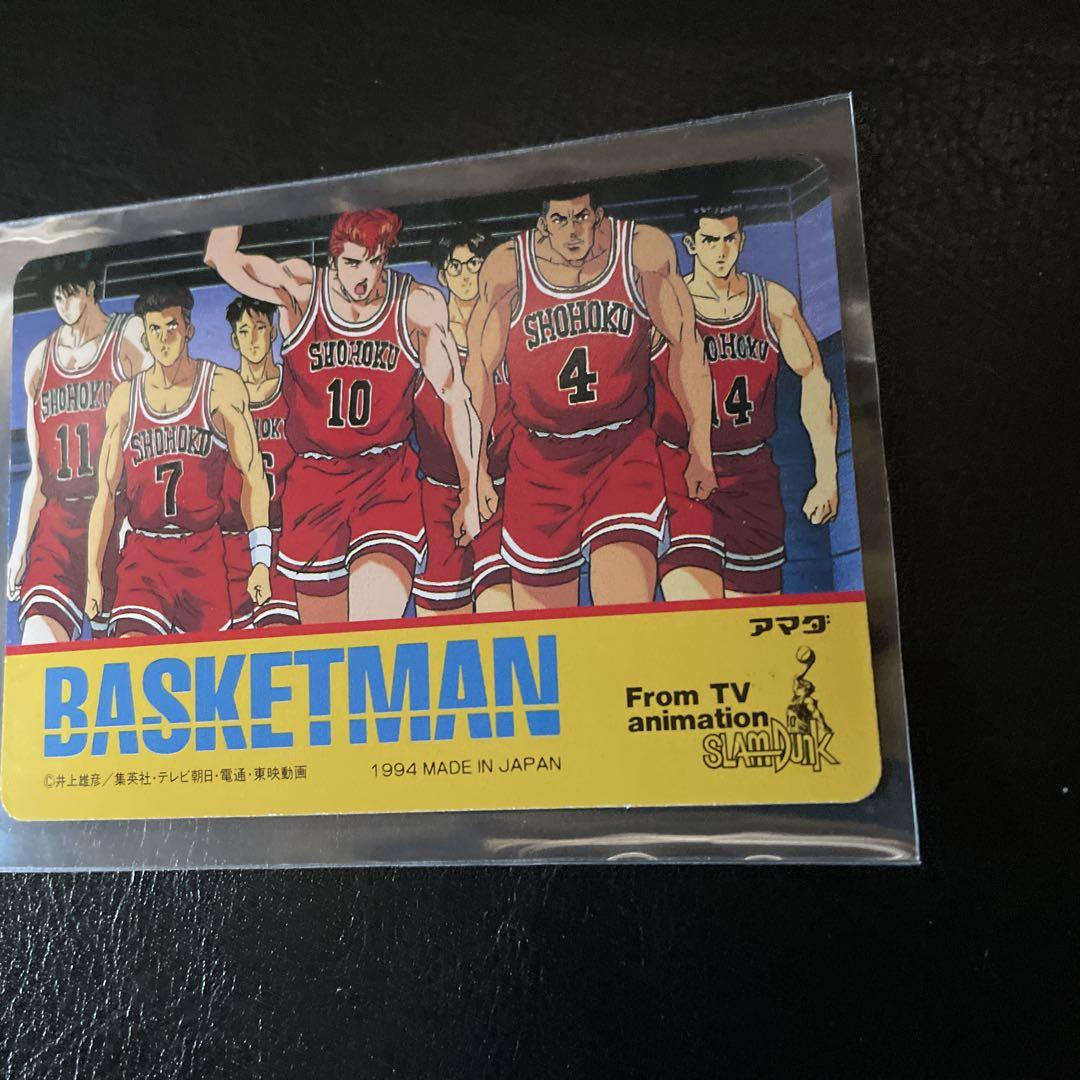 SHOHOKU
11
SHOHOKU
7
SHOHOKU
10
SHOHOKU
4
OHOKU
14
アマダ
BASKETMAN
From TV
animation
SLAM DUNK
10
©井上雄彦/集英社・テレビ朝日・電通・東映動画
1994 MADE IN JAPAN